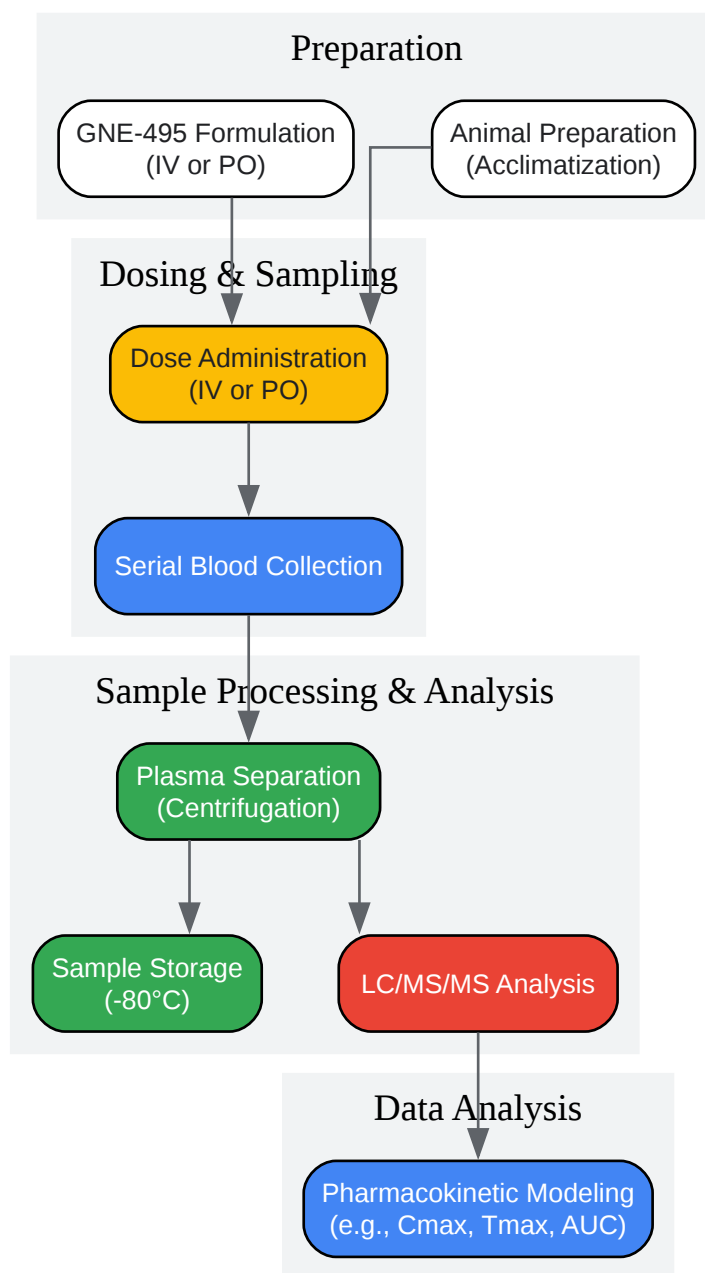 Preparation
GNE-495 Formulation
(IV or PO)
Animal Preparation
(Acclimatization)
Dosing & Sampling
Dose Administration
(IV or PO)
Serial Blood Collection
Sample Processing & Analysis
Plasma Separation
(Centrifugation)
Sample Storage
(-80°C)
LC/MS/MS Analysis
Data Analysis
Pharmacokinetic Modeling
(e.g., Cmax, Tmax, AUC)